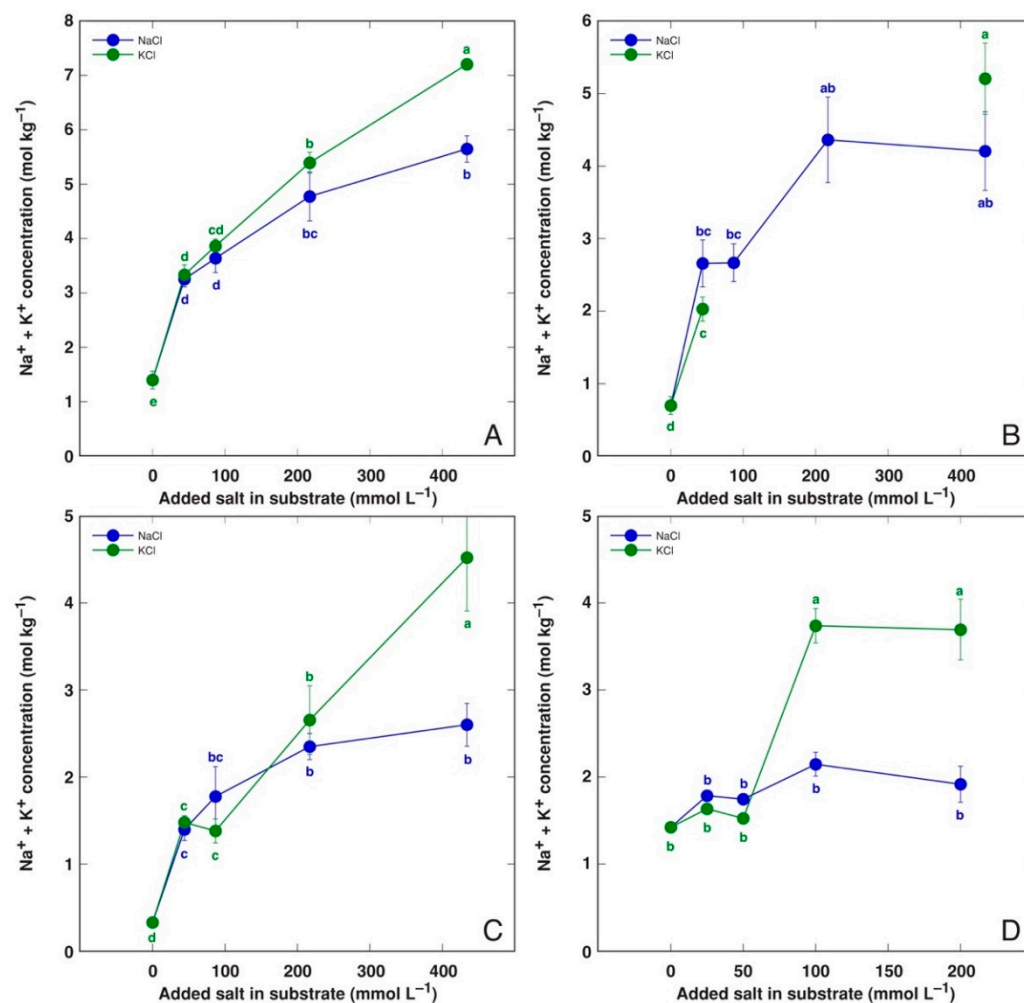 8
7
6
5
4
3
2
1
0
Na⁺ + K⁺ concentration (mol kg⁻¹)
NaCl
KCl
a
b
b
bc
cd
d
d
d
e
A
0 100 200 300 400
Added salt in substrate (mmol L⁻¹)
6
5
4
3
2
1
0
Na⁺ + K⁺ concentration (mol kg⁻¹)
NaCl
KCl
a
ab
ab
bc bc
c
d
B
0 100 200 300 400
Added salt in substrate (mmol L⁻¹)
5
4
3
2
1
0
Na⁺ + K⁺ concentration (mol kg⁻¹)
NaCl
KCl
a
b
bc
b
b
c
c
c
d
C
0 100 200 300 400
Added salt in substrate (mmol L⁻¹)
5
4
3
2
1
0
Na⁺ + K⁺ concentration (mol kg⁻¹)
NaCl
KCl
a
a
b b
b
b
b
b
b
D
0 50 100 150 200
Added salt in substrate (mmol L⁻¹)